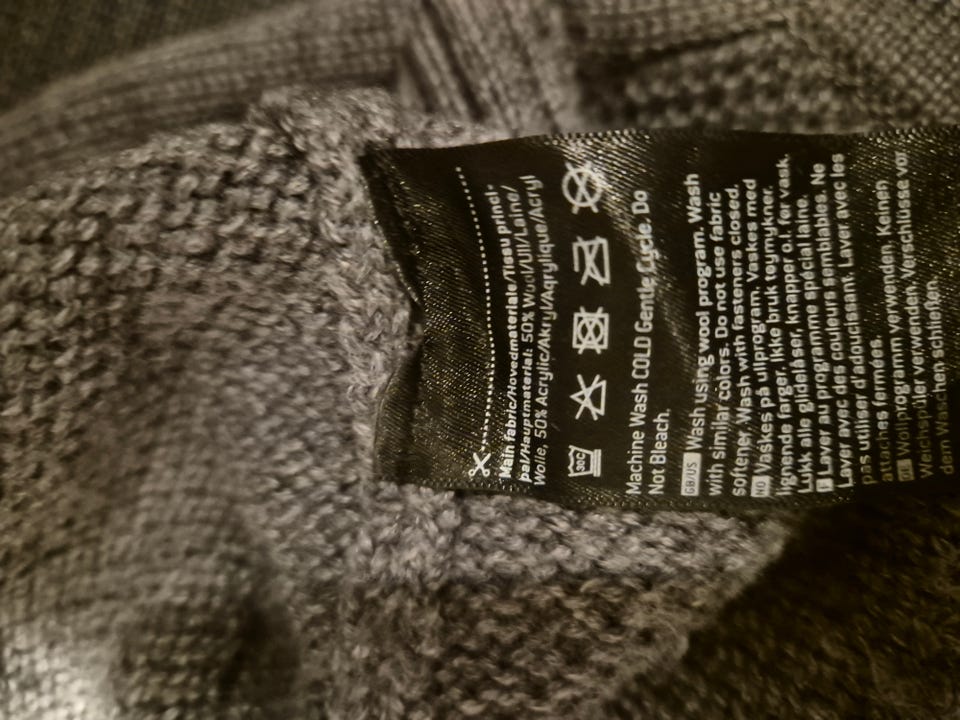 Main fabric/Hovedmateriale/Tissu princi-
pal/Hauptmaterial: 50% Wool/Ull/Laine/
Wolle, 50% Acrylic/Akryl/Aqrylique/Acryl
30C
Machine Wash COLD Gentle Cycle. Do
Not Bleach.
GB/US Wash using wool program. Wash
with similar colors. Do not use fabric
softener. Wash with fasteners closed.
NO Vaskes på ullprogram. Vaskes med
lignende farger. Ikke bruk tøymykner.
Lukk alle glidelåser, knapper o.l. før vask.
F Laver au programme spécial laine.
Laver avec des couleurs semblables. Ne
pas utiliser d'adoucissant. Laver avec les
attaches fermées.
Wollprogramm verwenden. Keinen
Weichspüler verwenden. Verschlüsse vor
dem Waschen schließen.